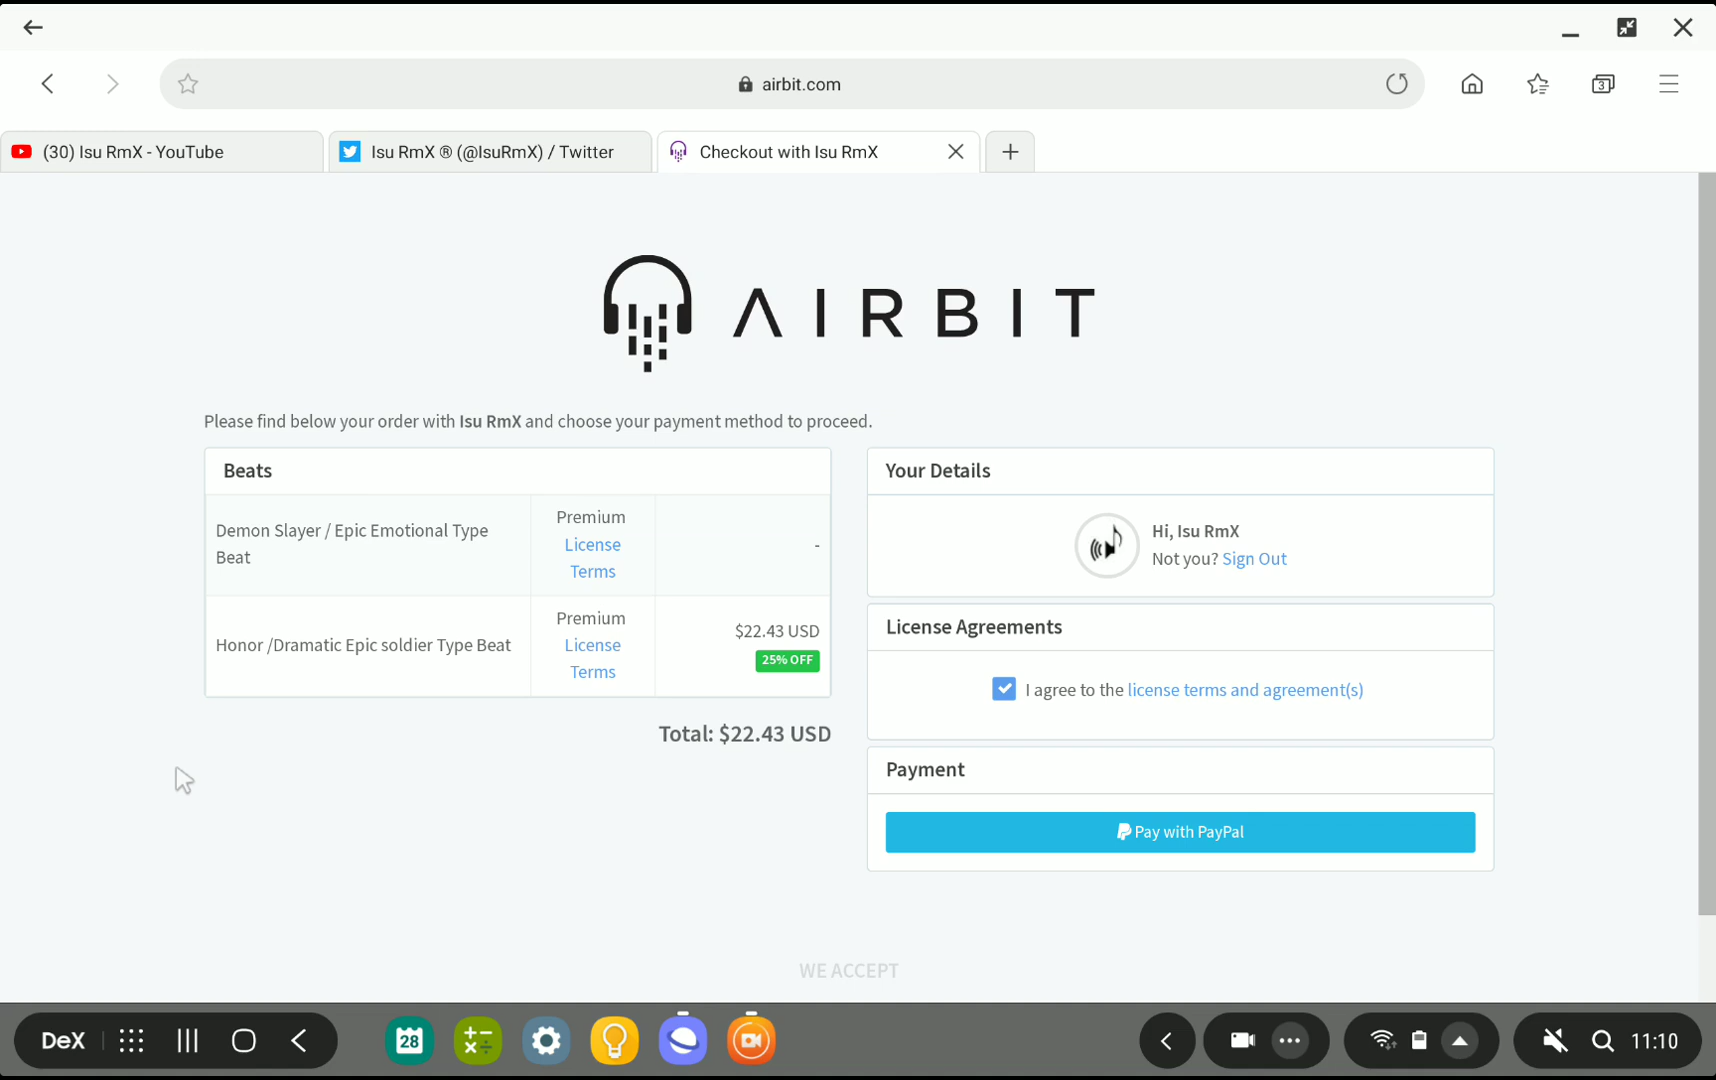 airbit.com
3
(30) Isu RmX - YouTube
Isu RmX ® (@IsuRmX) / Twitter
Checkout with Isu RmX
AIRBIT
Please find below your order with Isu RmX and choose your payment method to proceed.
Beats
Demon Slayer / Epic Emotional Type
Beat
Premium
License
Terms
-
Honor /Dramatic Epic soldier Type Beat
Premium
License
Terms
$22.43 USD
25% OFF
Total: $22.43 USD
Your Details
Hi, Isu RmX
Not you? Sign Out
License Agreements
I agree to the license terms and agreement(s)
Payment
Pay with PayPal
WE ACCEPT
DeX
28
11:10